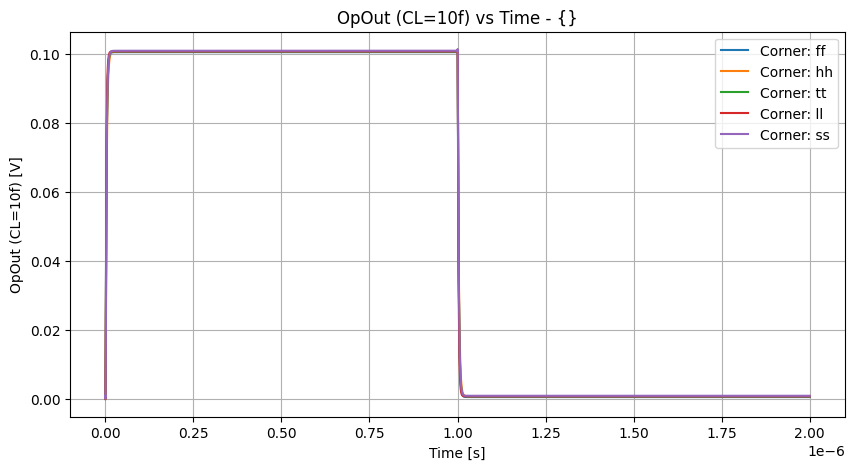 OpOut (CL=10f) vs Time - {}
OpOut (CL=10f) [V]
0.10
0.08
0.06
0.04
0.02
0.00
Corner: ff
Corner: hh
Corner: tt
Corner: ll
Corner: ss
0.00 0.25 0.50 0.75 1.00 1.25 1.50 1.75 2.00
1e−6
Time [s]